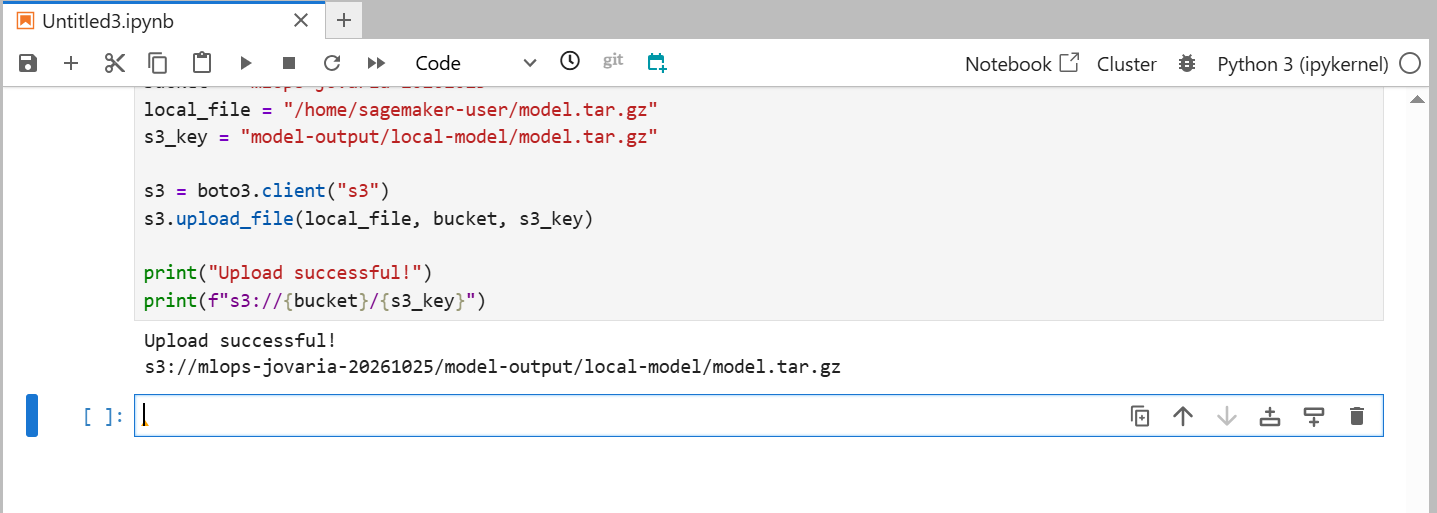 Untitled3.ipynb
Code
git
Notebook
Cluster
Python 3 (ipykernel)
local_file = "/home/sagemaker-user/model.tar.gz"
s3_key = "model-output/local-model/model.tar.gz"
s3 = boto3.client("s3")
s3.upload_file(local_file, bucket, s3_key)
print("Upload successful!")
print(f"s3://{bucket}/{s3_key}")
Upload successful!
s3://mlops-jovaria-20261025/model-output/local-model/model.tar.gz
[ ]: